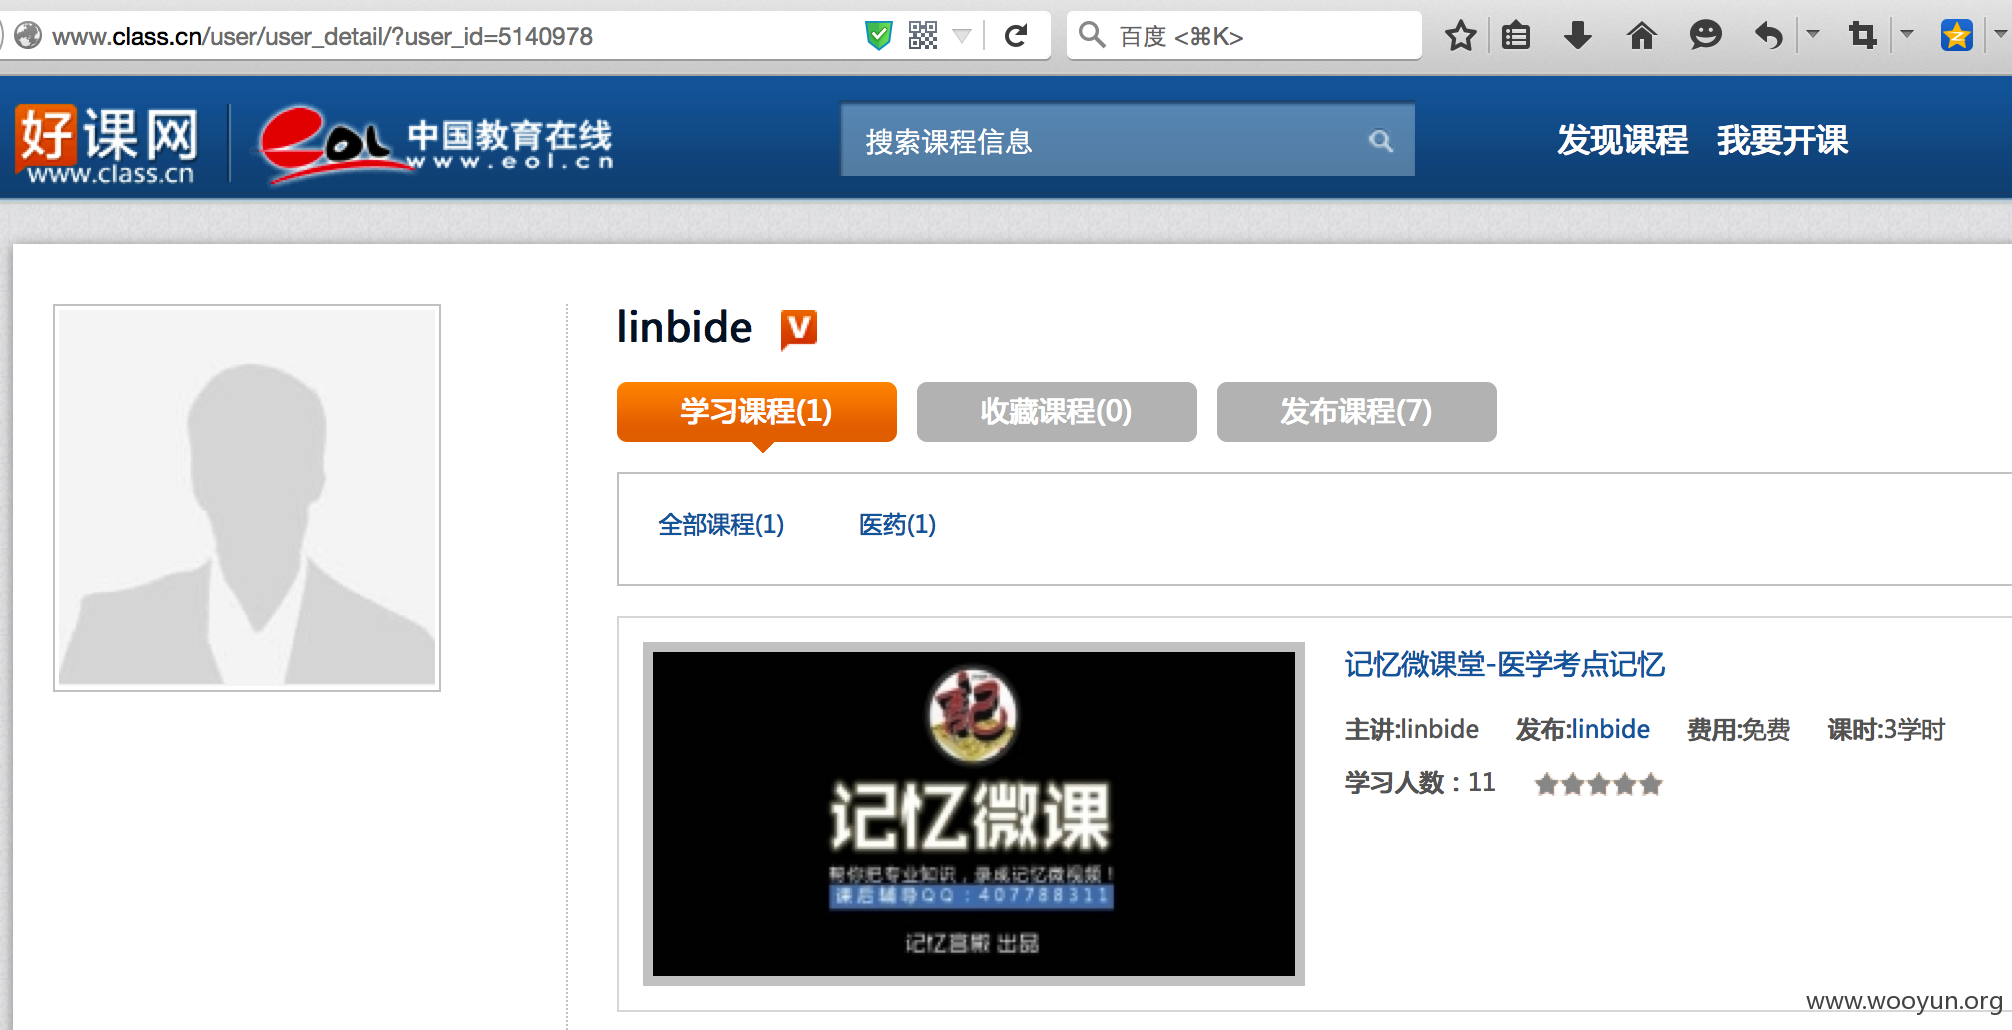 www.class.cn/user/user_detail/?user_id=5140978
百度 <⌘K>
好课网
www.class.cn
eol 中国教育在线
www.eol.cn
搜索课程信息
发现课程 我要开课
linbide V
学习课程(1) 收藏课程(0) 发布课程(7)
全部课程(1) 医药(1)
记
记忆微课
帮你把专业知识，录成记忆微视频！
课后辅导QQ：407788311
记忆宫殿 出品
记忆微课堂-医学考点记忆
主讲:linbide 发布:linbide 费用:免费 课时:3学时
学习人数：11
www.wooyun.org